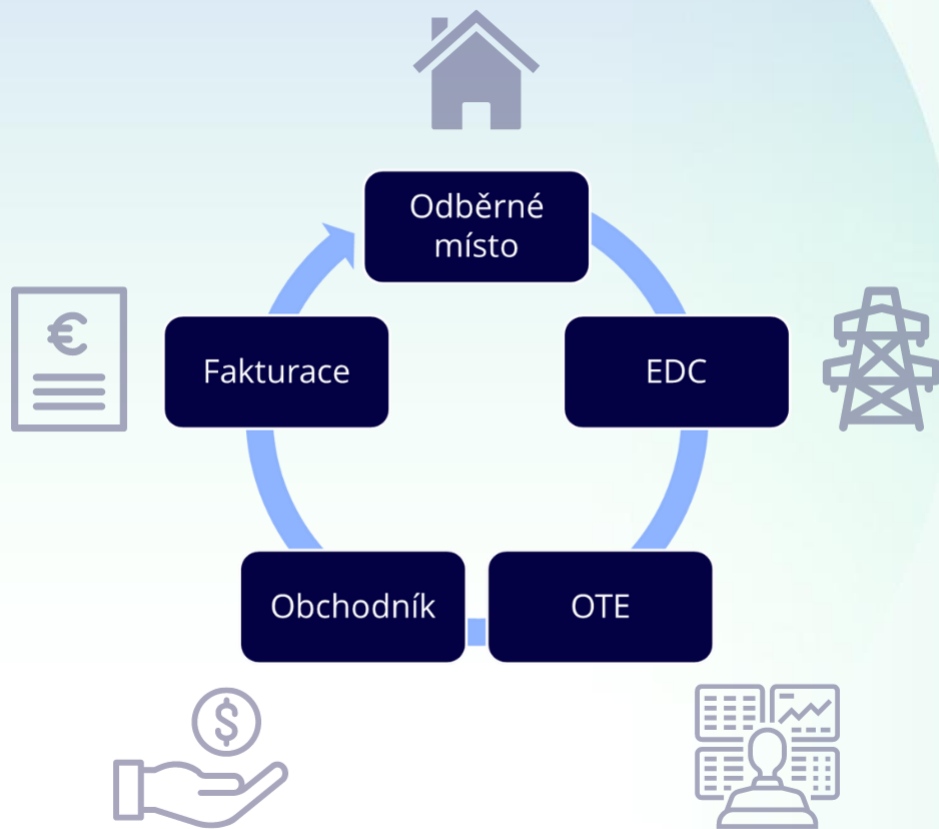 Odběrné
místo
€
Fakturace
EDC
Obchodník
OTE
$